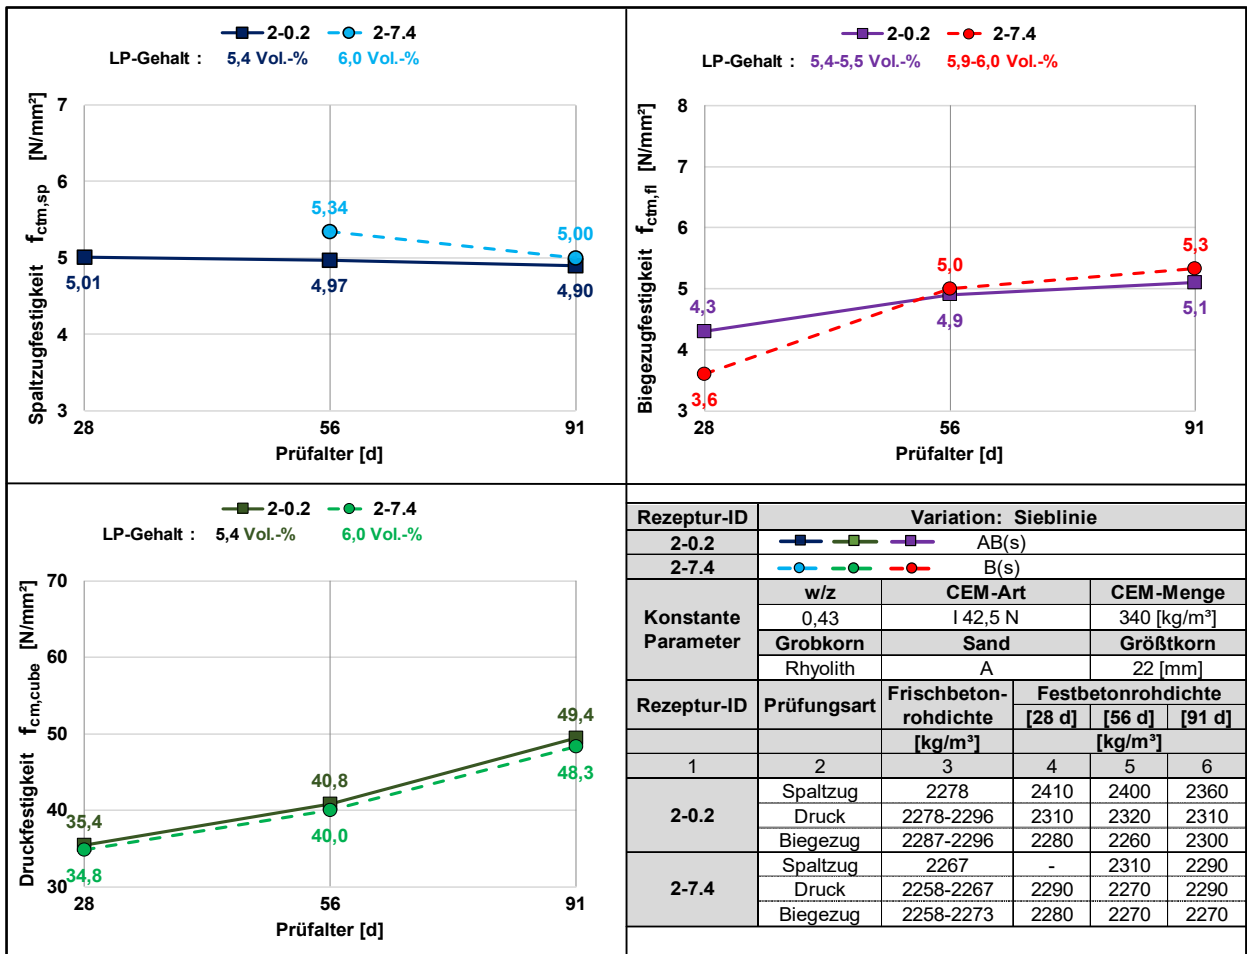 2-0.2 2-7.4
LP-Gehalt : 5,4 Vol.-% 6,0 Vol.-%
Spaltzugfestigkeit fctm,sp [N/mm²]
7
6
5
4
3
5,34
5,00
5,01
4,97
4,90
28 56 91
Prüfalter [d]
2-0.2 2-7.4
LP-Gehalt : 5,4-5,5 Vol.-% 5,9-6,0 Vol.-%
Biegezugfestigkeit fctm,fl [N/mm²]
8
7
6
5
4
3
5,3
5,0
4,3
4,9
5,1
3,6
28 56 91
Prüfalter [d]
2-0.2 2-7.4
LP-Gehalt : 5,4 Vol.-% 6,0 Vol.-%
Druckfestigkeit fcm,cube [N/mm²]
70
60
50
40
30
49,4
48,3
40,8
40,0
35,4
34,8
28 56 91
Prüfalter [d]
Rezeptur-ID Variation: Sieblinie
2-0.2 AB(s)
2-7.4 B(s)
Konstante Parameter w/z CEM-Art CEM-Menge
0,43 I 42,5 N 340 [kg/m³]
Grobkorn Sand Größtkorn
Rhyolith A 22 [mm]
Rezeptur-ID Prüfungsart Frischbeton-rohdichte Festbetonrohdichte
[28 d] [56 d] [91 d]
[kg/m³] [kg/m³]
1 2 3 4 5 6
2-0.2 Spaltzug 2278 2410 2400 2360
Druck 2278-2296 2310 2320 2310
Biegezug 2287-2296 2280 2260 2300
2-7.4 Spaltzug 2267 - 2310 2290
Druck 2258-2267 2290 2270 2290
Biegezug 2258-2273 2280 2270 2270